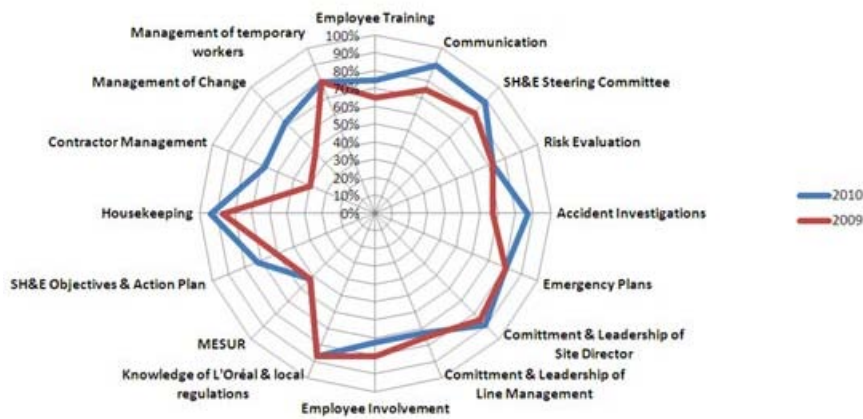 Employee Training
Communication
SH&E Steering Committee
Risk Evaluation
Accident Investigations
Emergency Plans
Comittment & Leadership of
Site Director
Comittment & Leadership of
Line Management
Employee Involvement
Knowledge of L'Oréal & local
regulations
MESUR
SH&E Objectives & Action Plan
Housekeeping
Contractor Management
Management of Change
Management of temporary
workers
100%
90%
80%
70%
60%
50%
40%
30%
20%
10%
0%
2010
2009